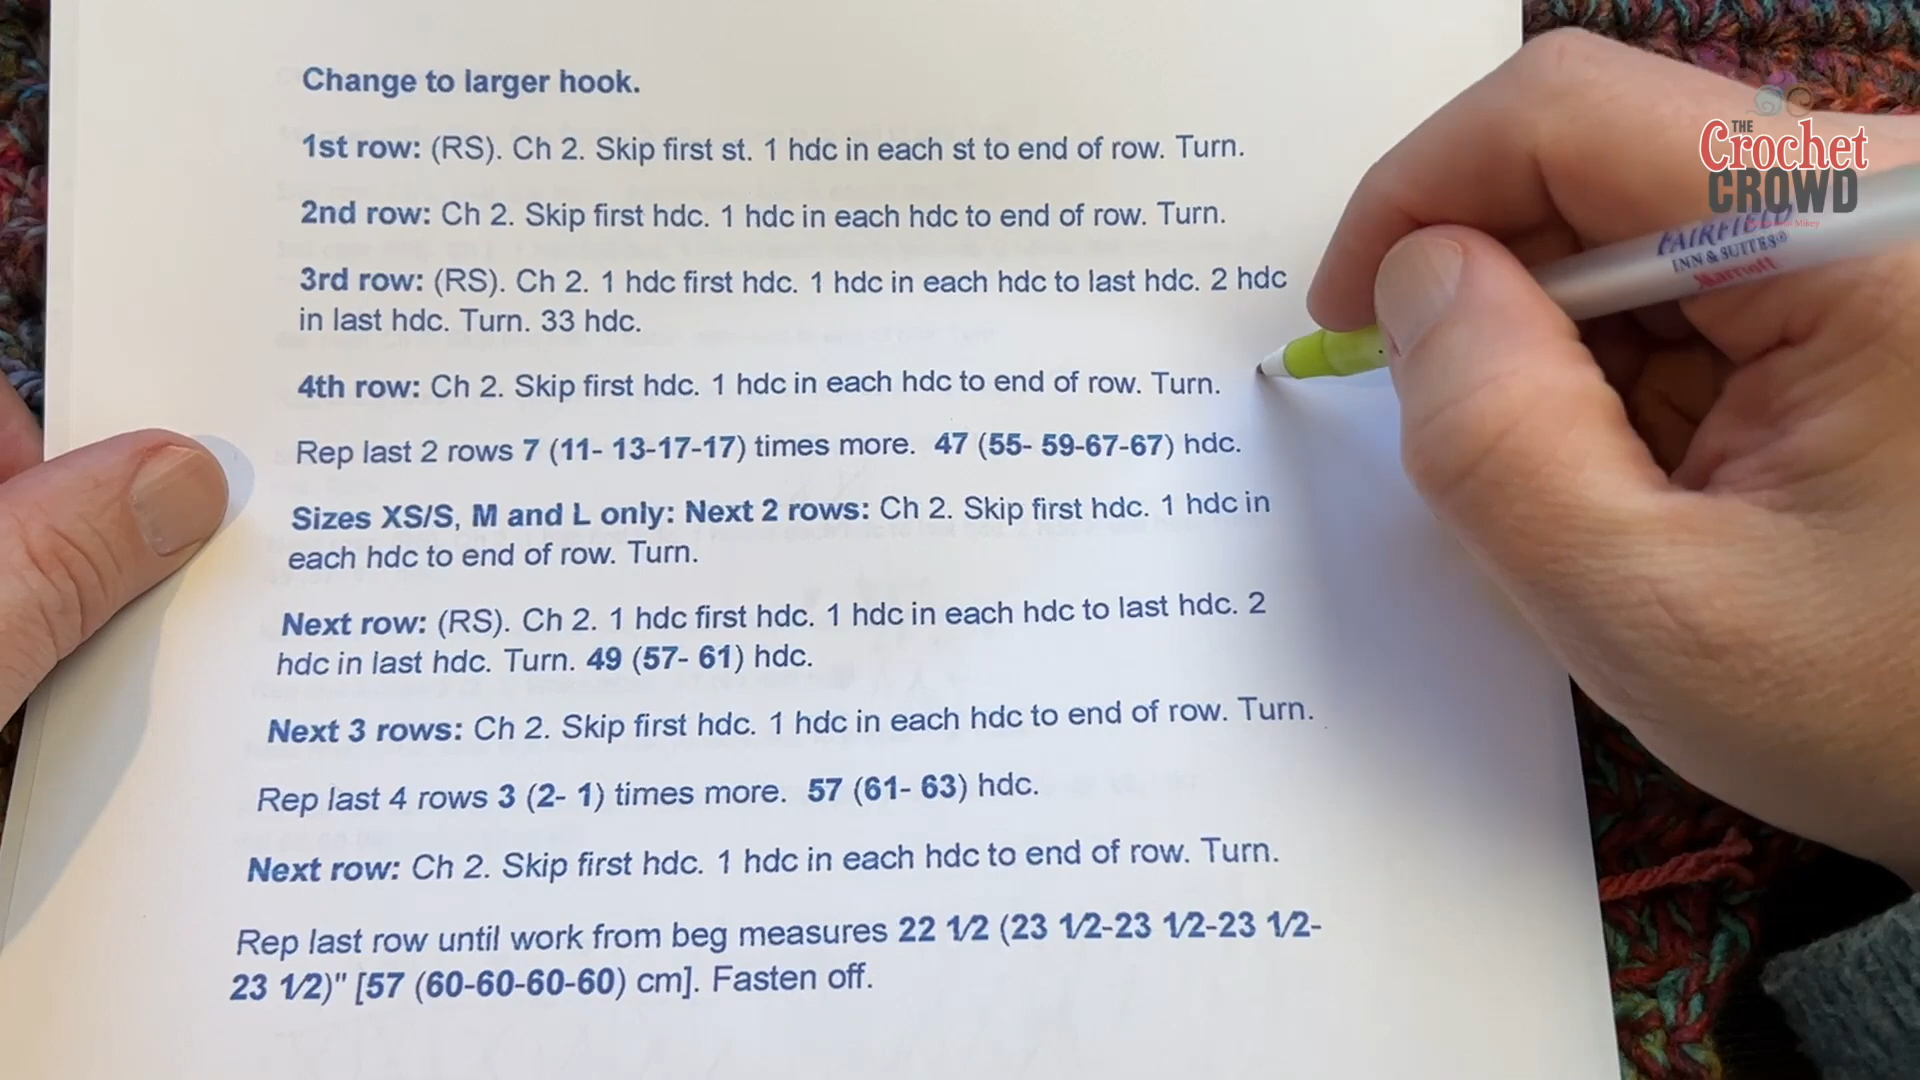 Change to larger hook.
1st row: (RS). Ch 2. Skip first st. 1 hdc in each st to end of row. Turn.
2nd row: Ch 2. Skip first hdc. 1 hdc in each hdc to end of row. Turn.
3rd row: (RS). Ch 2. 1 hdc first hdc. 1 hdc in each hdc to last hdc. 2 hdc
in last hdc. Turn. 33 hdc.
4th row: Ch 2. Skip first hdc. 1 hdc in each hdc to end of row. Turn.
Rep last 2 rows 7 (11- 13-17-17) times more. 47 (55- 59-67-67) hdc.
Sizes XS/S, M and L only: Next 2 rows: Ch 2. Skip first hdc. 1 hdc in
each hdc to end of row. Turn.
Next row: (RS). Ch 2. 1 hdc first hdc. 1 hdc in each hdc to last hdc. 2
hdc in last hdc. Turn. 49 (57- 61) hdc.
Next 3 rows: Ch 2. Skip first hdc. 1 hdc in each hdc to end of row. Turn.
Rep last 4 rows 3 (2- 1) times more. 57 (61- 63) hdc.
Next row: Ch 2. Skip first hdc. 1 hdc in each hdc to end of row. Turn.
Rep last row until work from beg measures 22 1/2 (23 1/2-23 1/2-23 1/2-
23 1/2)" [57 (60-60-60-60) cm]. Fasten off.
THE
Crochet
CROWD
Mikey
FAIRFIELD
INN & SUITES®
Marriott